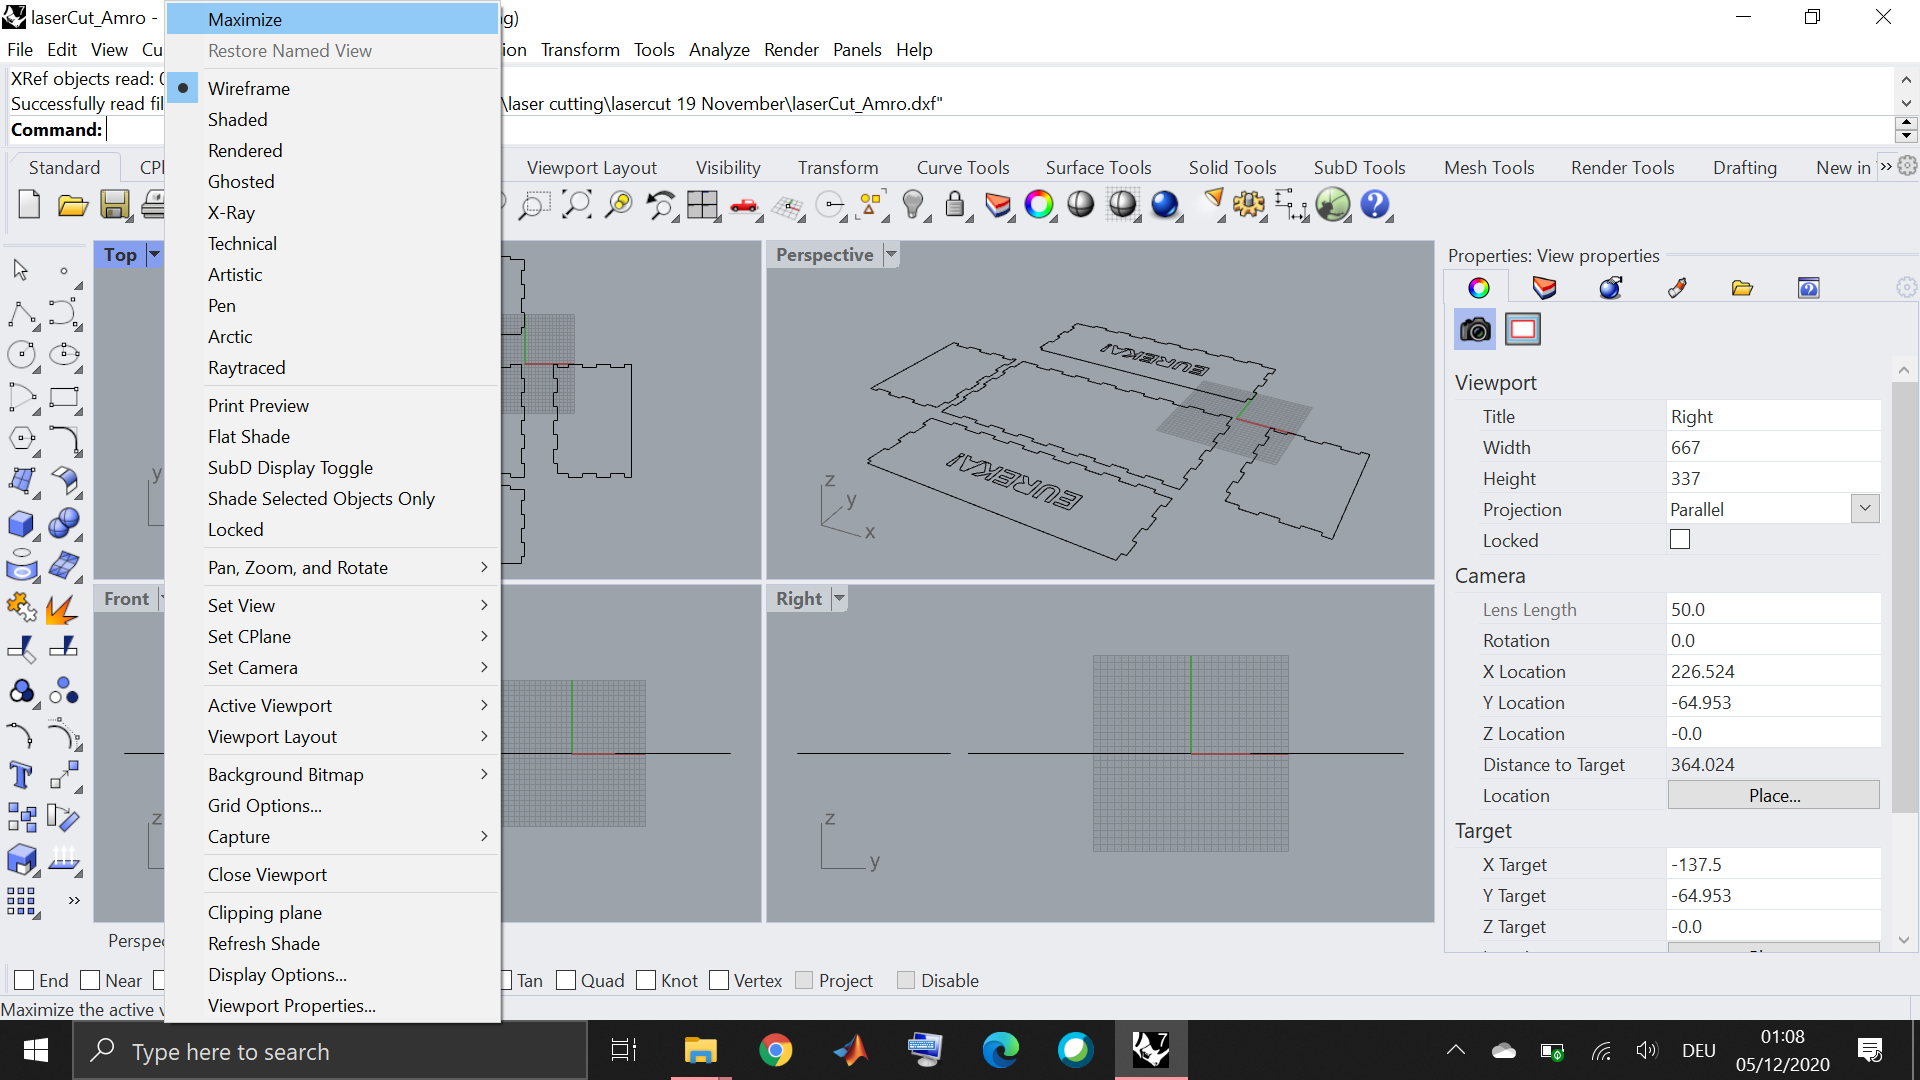 laserCut_Amro -
g)
File Edit View Cu
ion Transform Tools Analyze Render Panels Help
XRef objects read: 0
Successfully read fil
\laser cutting\lasercut 19 November\laserCut_Amro.dxf"
Command:
Standard
CPl
Viewport Layout
Visibility
Transform
Curve Tools
Surface Tools
Solid Tools
SubD Tools
Mesh Tools
Render Tools
Drafting
New in
»
Maximize
Restore Named View
Wireframe
Shaded
Rendered
Ghosted
X-Ray
Technical
Artistic
Pen
Arctic
Raytraced
Print Preview
Flat Shade
SubD Display Toggle
Shade Selected Objects Only
Locked
Pan, Zoom, and Rotate
Set View
Set CPlane
Set Camera
Active Viewport
Viewport Layout
Background Bitmap
Grid Options...
Capture
Close Viewport
Clipping plane
Refresh Shade
Display Options...
Viewport Properties...
Top
y
Perspective
EUREKA!
EUREKA!
z
y
x
Front
z
Right
z
y
Properties: View properties
Viewport
Title Right
Width 667
Height 337
Projection Parallel
Locked
Camera
Lens Length 50.0
Rotation 0.0
X Location 226.524
Y Location -64.953
Z Location -0.0
Distance to Target 364.024
Location Place...
Target
X Target -137.5
Y Target -64.953
Z Target -0.0
»
Perspec
End Near
Tan Quad Knot Vertex Project Disable
Maximize the active v
Type here to search
7
DEU
01:08
05/12/2020